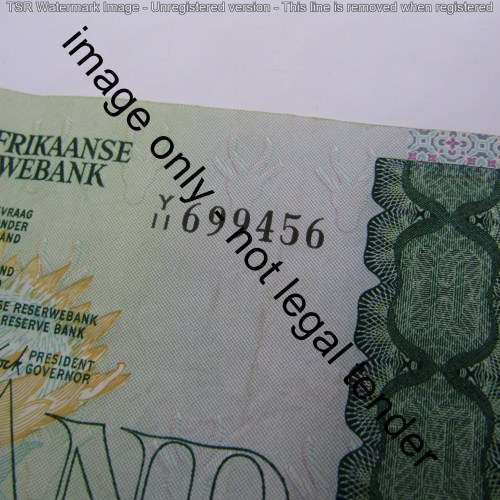 TSR Watermark Image - Unregistered version - This line is removed when registered
image only - not legal tender
FRIKAANSE
WEBANK
Y/11 699456
VRAAG
NDER
AND
ND
SE RESERWEBANK
RESERVE BANK
PRESIDENT
GOVERNOR
AND